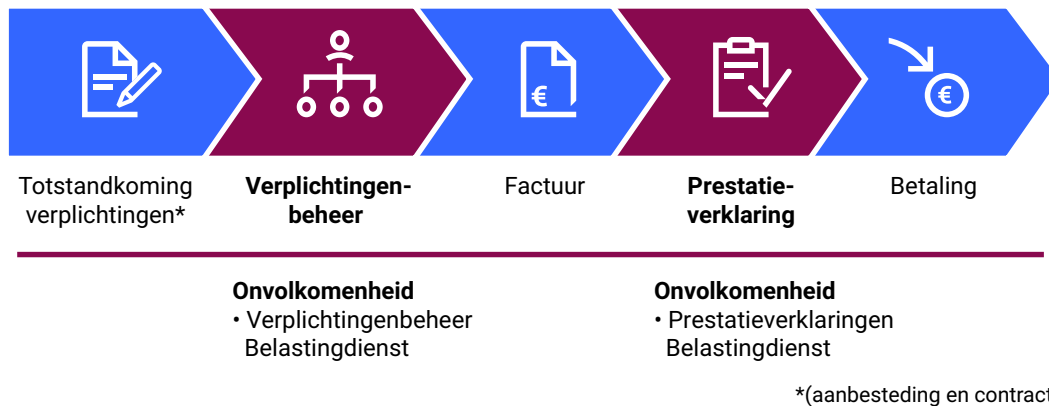 €
€
Totstandkoming
verplichtingen*
Verplichtingen-
beheer
Factuur
Prestatie-
verklaring
Betaling
Onvolkomenheid
• Verplichtingenbeheer
Belastingdienst
Onvolkomenheid
• Prestatieverklaringen
Belastingdienst
*(aanbesteding en contract